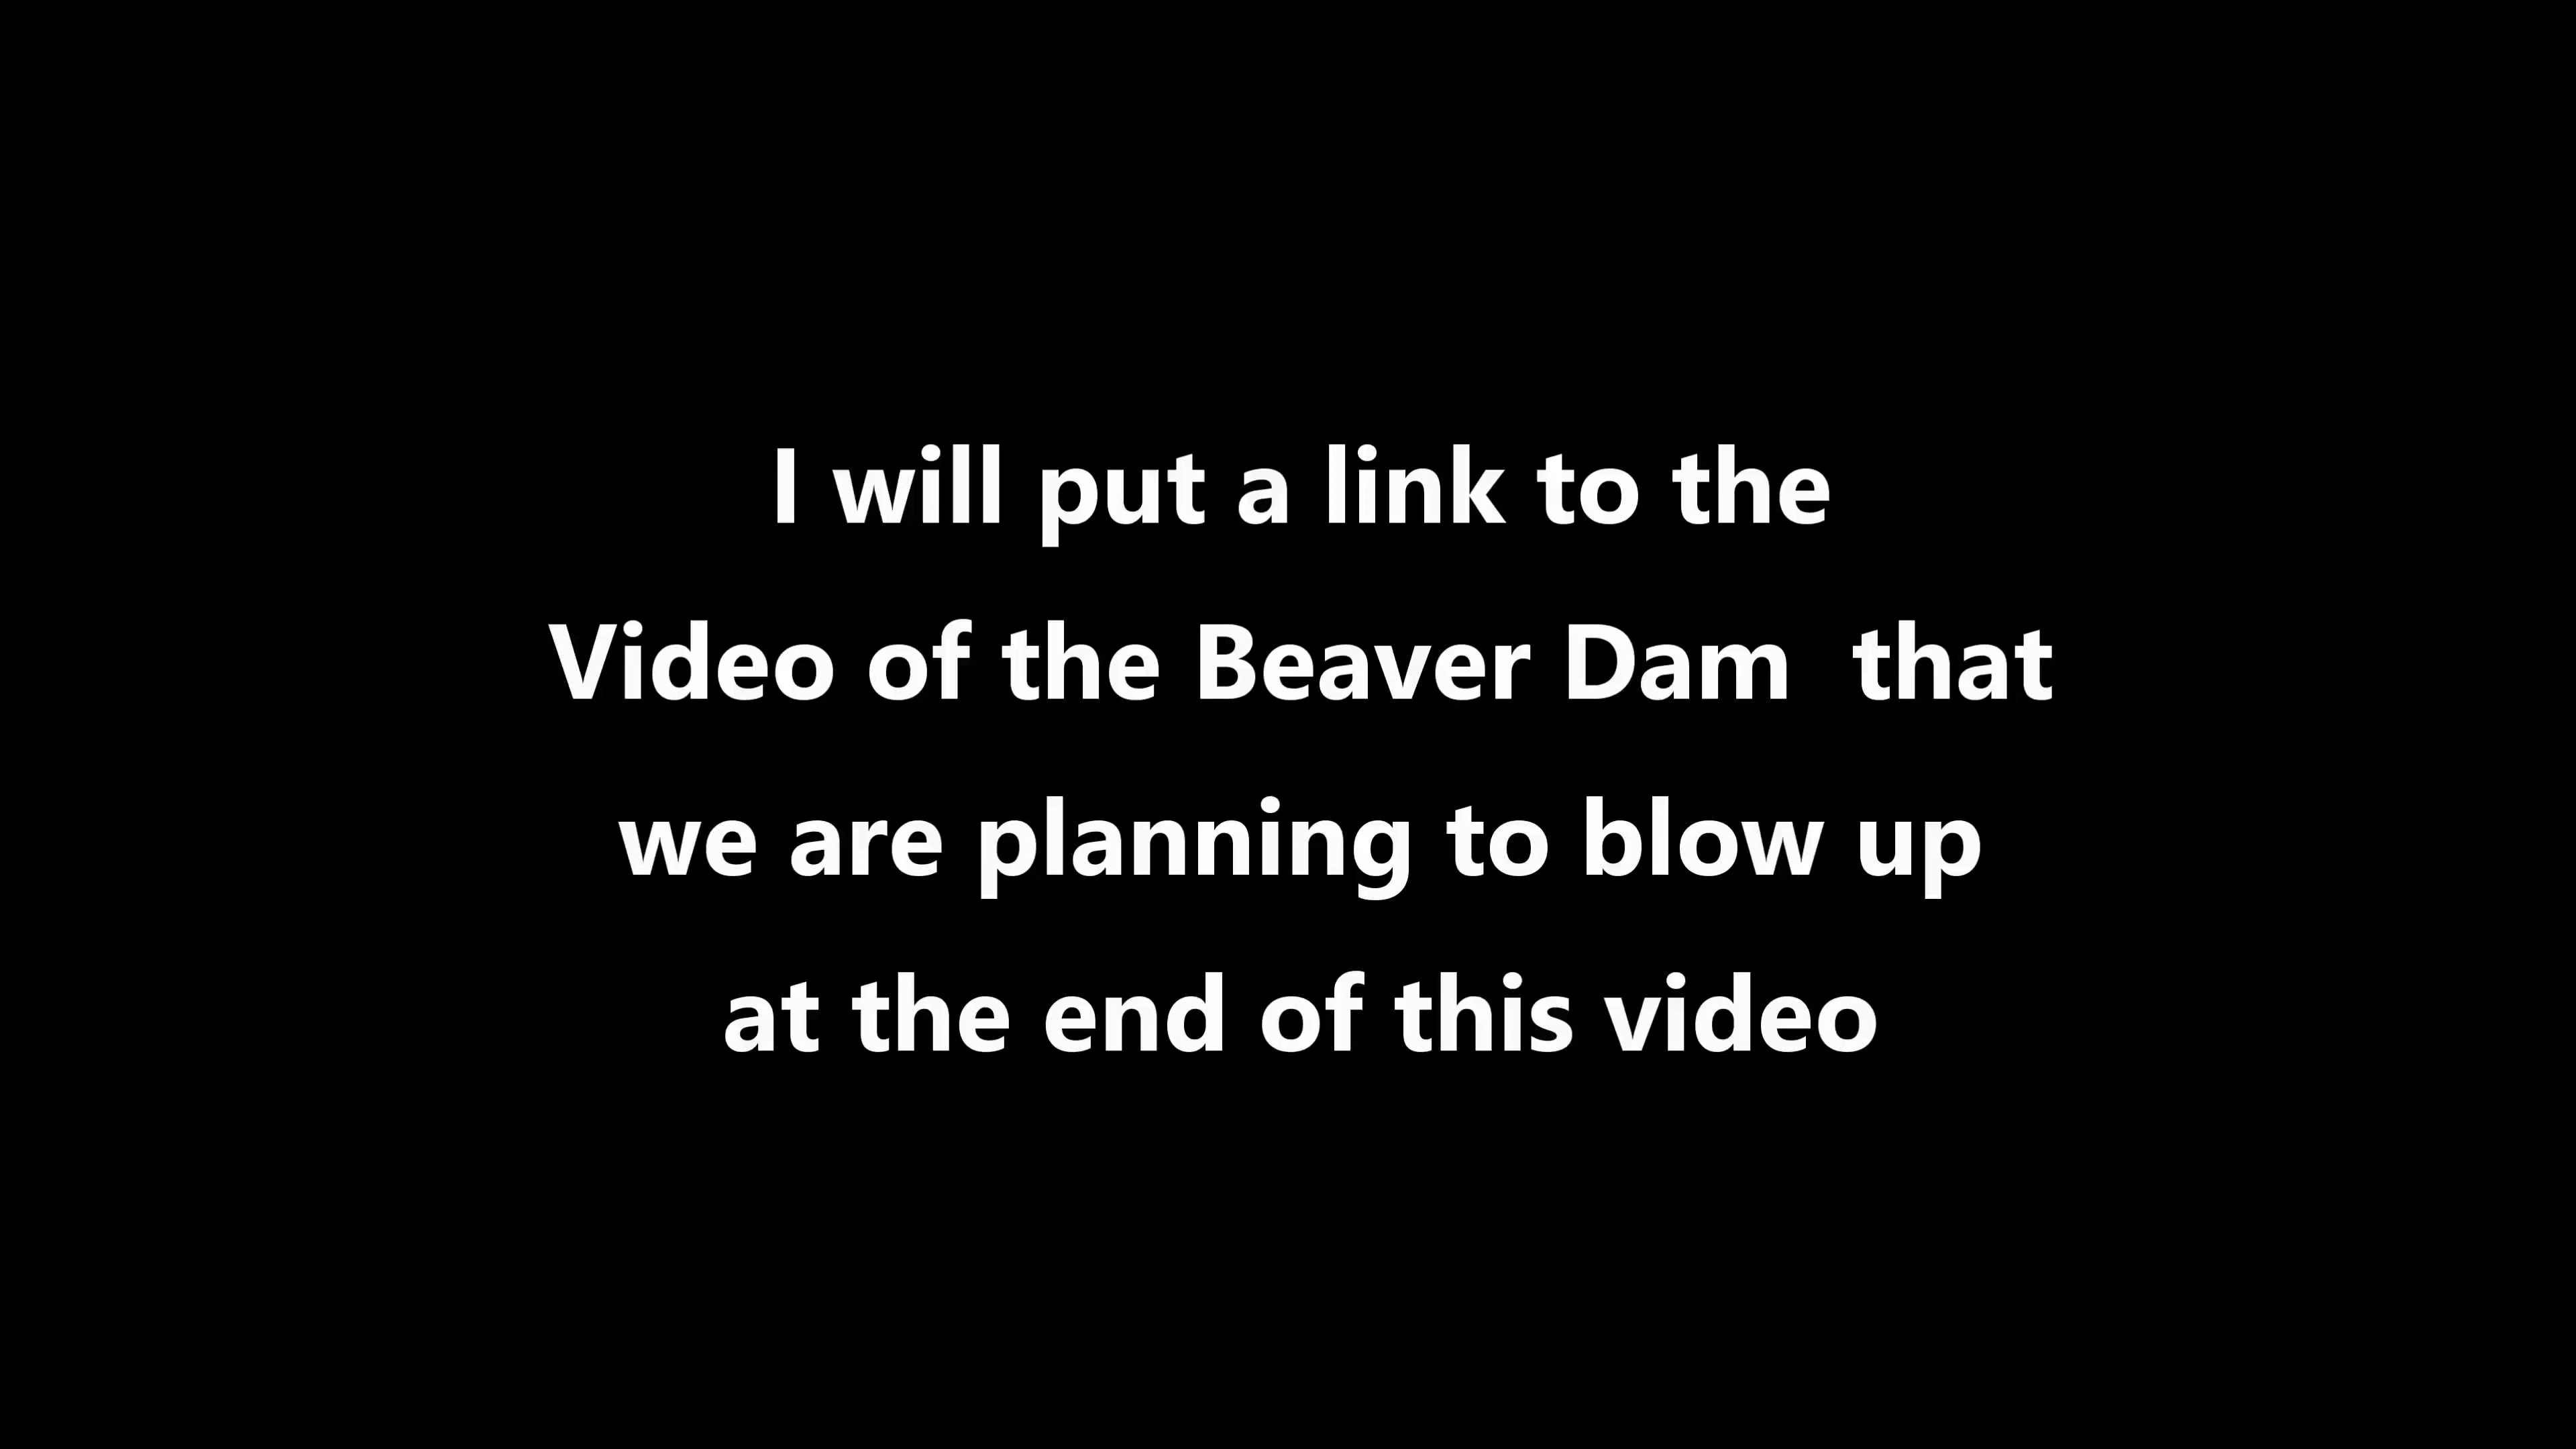 I will put a link to the
Video of the Beaver Dam  that
we are planning to blow up
at the end of this video